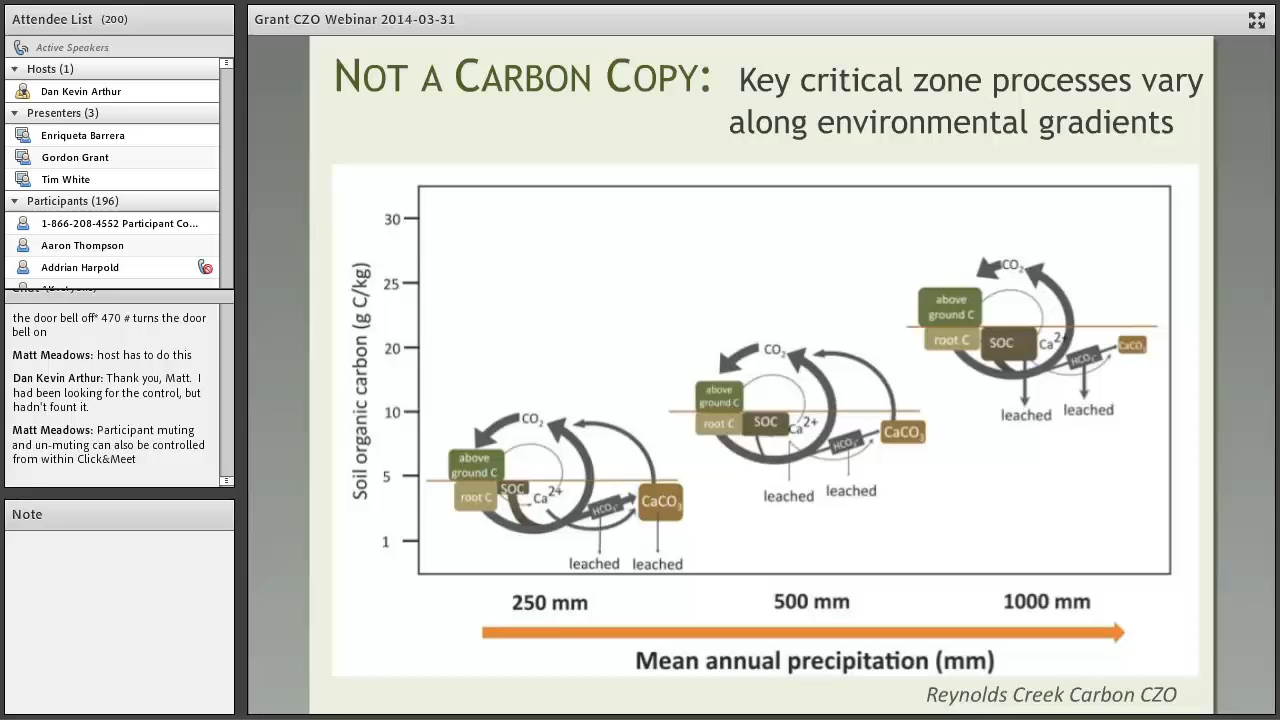 Attendee List (200)
Active Speakers
Hosts (1)
Dan Kevin Arthur
Presenters (3)
Enriqueta Barrera
Gordon Grant
Tim White
Participants (196)
1-866-208-4552 Participant Co...
Aaron Thompson
Addrian Harpold
(Everyone)
the door bell off* 470 # turns the door
bell on
Matt Meadows: host has to do this
Dan Kevin Arthur: Thank you, Matt. I
had been looking for the control, but
hadn't fount it.
Matt Meadows: Participant muting
and un-muting can also be controlled
from within Click&Meet
Note
Grant CZO Webinar 2014-03-31
NOT A CARBON COPY: Key critical zone processes vary
along environmental gradients
Soil organic carbon (g C/kg)
30
25
20
10
5
1
CO2
above
ground C
root C
SOC
Ca2+
HCO3-
CaCO3
leached
leached
CO2
above
ground C
root C
SOC
Ca2+
HCO3-
CaCO3
leached
leached
CO2
above
ground C
root C
SOC
Ca2+
HCO3-
CaCO3
leached
leached
250 mm
500 mm
1000 mm
Mean annual precipitation (mm)
Reynolds Creek Carbon CZO